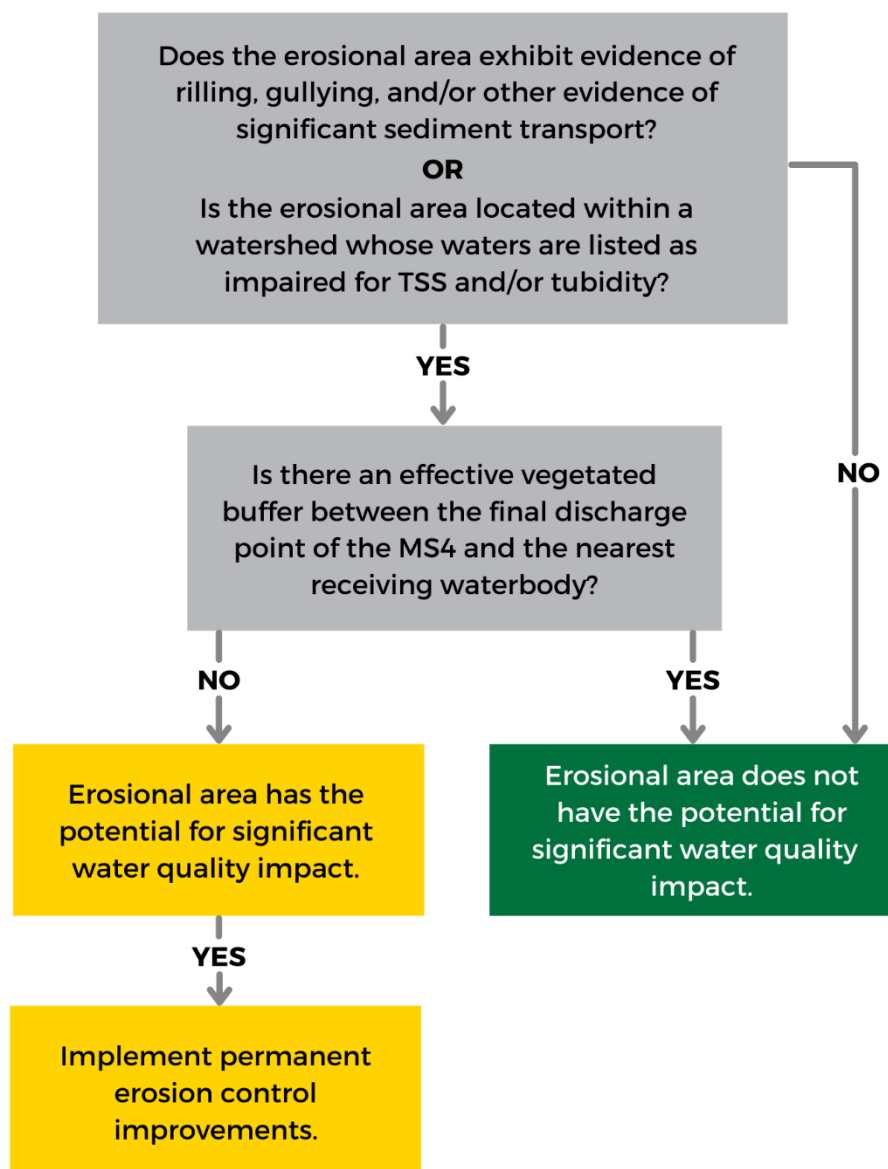 Does the erosional area exhibit evidence of
rilling, gullying, and/or other evidence of
significant sediment transport?
OR
Is the erosional area located within a
watershed whose waters are listed as
impaired for TSS and/or tubidity?
YES
NO
Is there an effective vegetated
buffer between the final discharge
point of the MS4 and the nearest
receiving waterbody?
NO
YES
Erosional area has the
potential for significant
water quality impact.
Erosional area does not
have the potential for
significant water quality
impact.
YES
Implement permanent
erosion control
improvements.